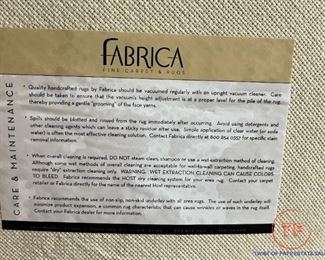 FABRICA
FINE CARPET & RUGS
CARE & MAINTENANCE
• Quality handcrafted rugs by Fabrica should be vacuumed regularly with an upright vacuum cleaner. Care
should be taken to ensure that the vacuum's height adjustment is at a proper level for the pile of the rug
thereby providing a gentle "grooming" of the face yarns.
• Spills should be blotted and rinsed from the rug immediately after occurring. Avoid using detergents and
other cleaning agents which can leave a sticky residue after use. Simple application of clear water (or soda
water) is often the most effective cleaning solution. Contact Fabrica directly at 800 854 0357 for specific stain
removal information.
• When overall cleaning is required, DO NOT steam clean, shampoo or use a wet-extraction method of cleaning.
Although some wet methods of overall cleaning are acceptable for wall-to-wall carpeting, handcrafted rugs
require "dry" extraction cleaning only. WARNING: WET EXTRACTION CLEANING CAN CAUSE COLORS
TO BLEED. Fabrica recommends the HOST dry cleaning system for your area rug. Contact your carpet
retailer or Fabrica directly for the name of the nearest Host representative.
• Fabrica recommends the use of non-slip, non-skid underlay with all area rugs. The use of such underlay will
minimize product expansion, a common rug characteristic that can cause wrinkles or waves in the rug itself.
Contact your Fabrica dealer for more information.
TF
TWIST OF FATE ESTATE SALES